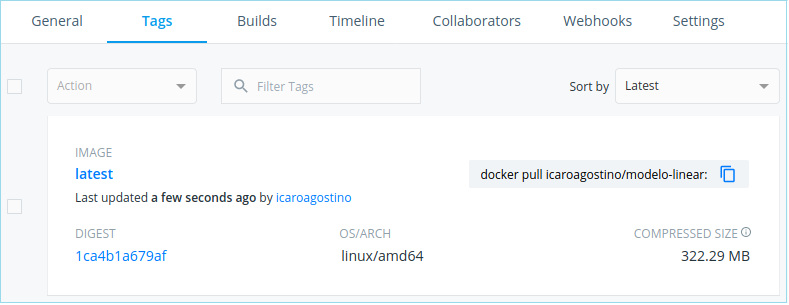 General Tags Builds Timeline Collaborators Webhooks Settings
Action Filter Tags Sort by Latest
IMAGE
latest docker pull icaroagostino/modelo-linear:
Last updated a few seconds ago by icaroagostino
DIGEST OS/ARCH COMPRESSED SIZE
1ca4b1a679af linux/amd64 322.29 MB